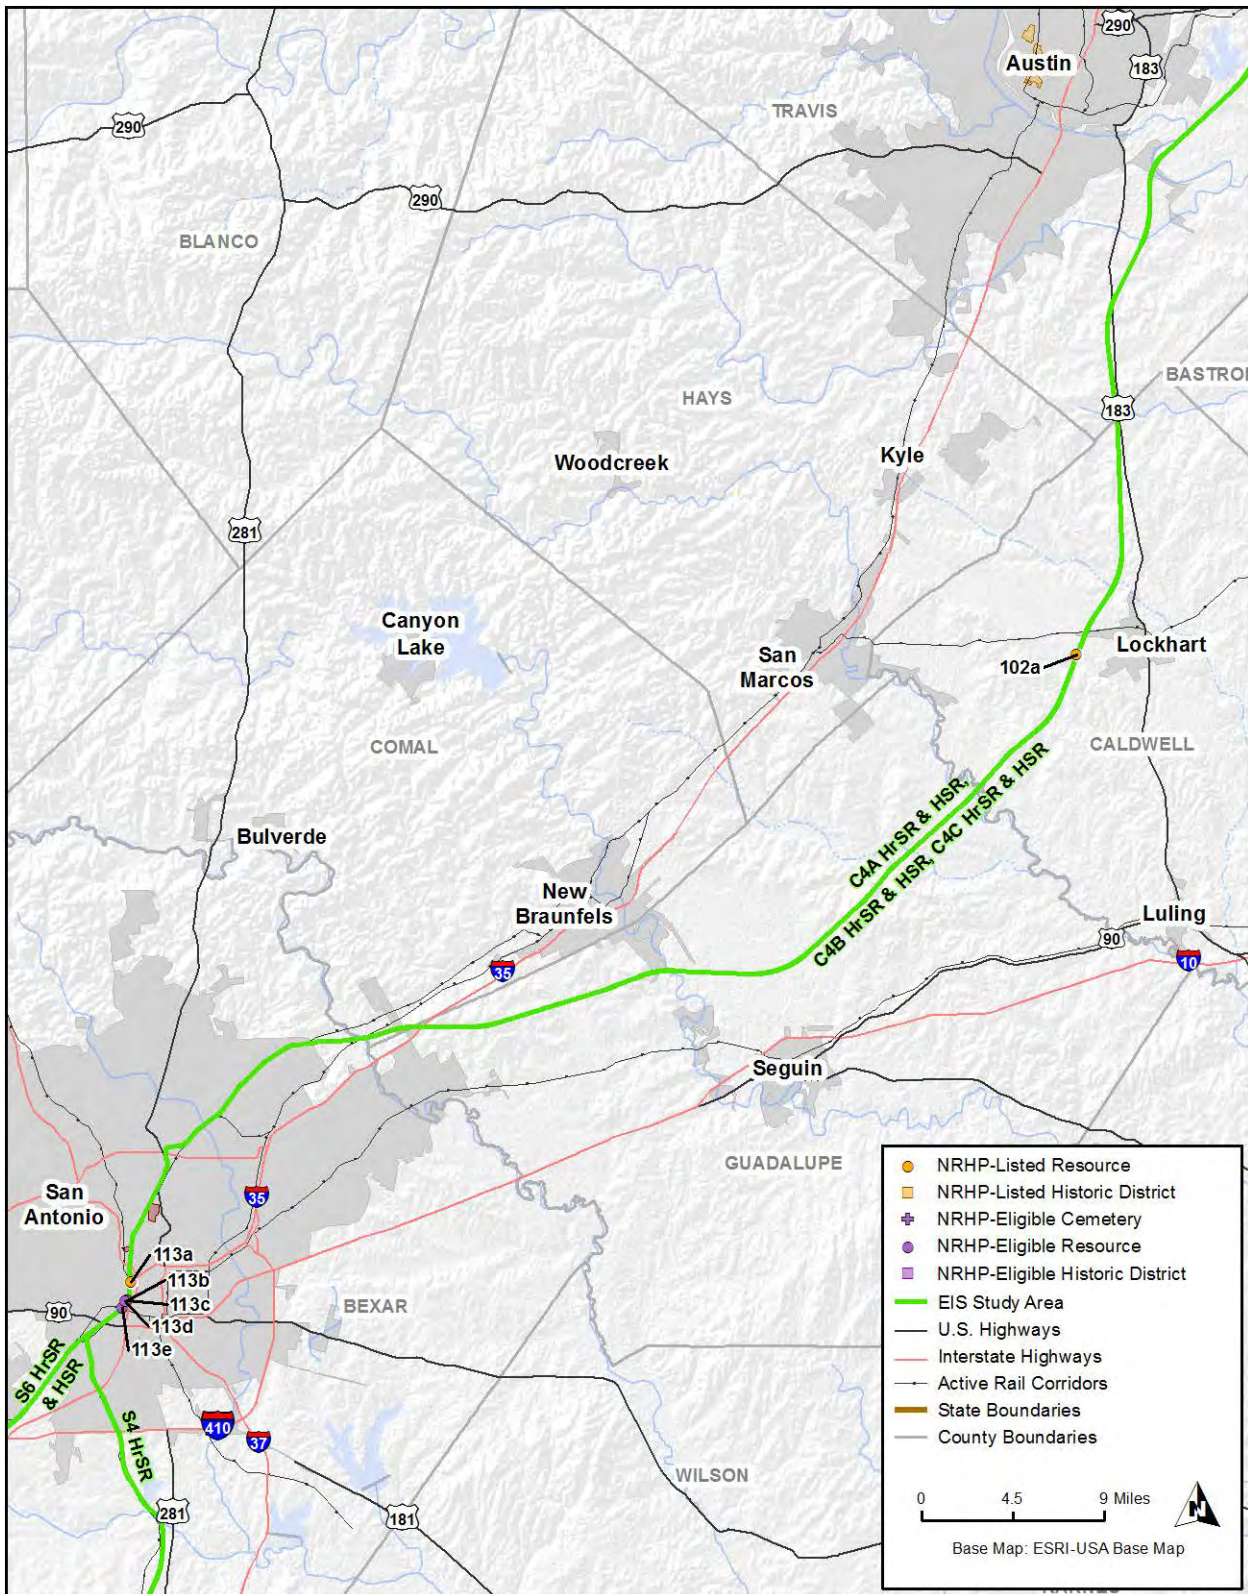 290
Austin
183
TRAVIS
290
290
BLANCO
BASTRO
HAYS
183
Kyle
Woodcreek
281
Canyon
Lake
San
Marcos
Lockhart
102a
COMAL
CALDWELL
C4A HrSR & HSR,
C4B HrSR & HSR, C4C HrSR & HSR
Bulverde
New
Braunfels
Luling
90
10
35
Seguin
GUADALUPE
San
Antonio
35
113a
113b
113c
113d
113e
90
BEXAR
S6 HrSR
& HSR
S4 HrSR
410
37
WILSON
281
181
NRHP-Listed Resource
NRHP-Listed Historic District
NRHP-Eligible Cemetery
NRHP-Eligible Resource
NRHP-Eligible Historic District
EIS Study Area
U.S. Highways
Interstate Highways
Active Rail Corridors
State Boundaries
County Boundaries
0 4.5 9 Miles
N
Base Map: ESRI-USA Base Map